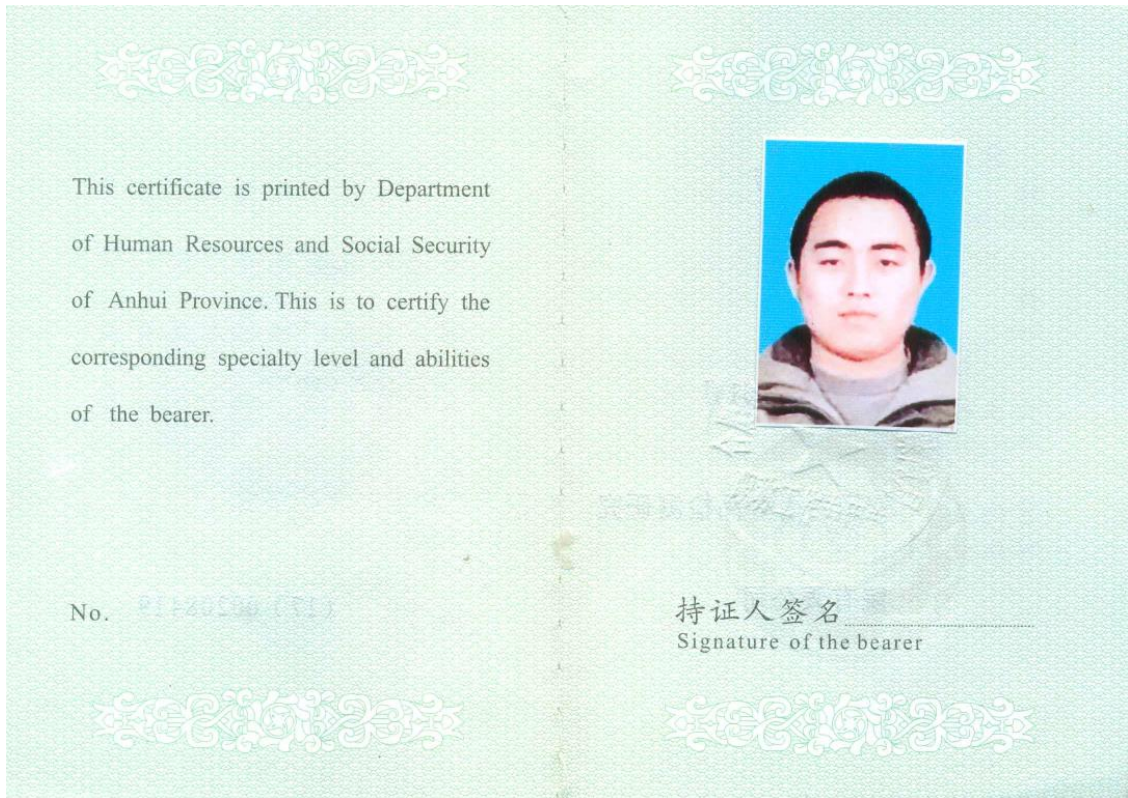 This certificate is printed by Department
of Human Resources and Social Security
of Anhui Province. This is to certify the
corresponding specialty level and abilities
of the bearer.
No.
持证人签名
Signature of the bearer